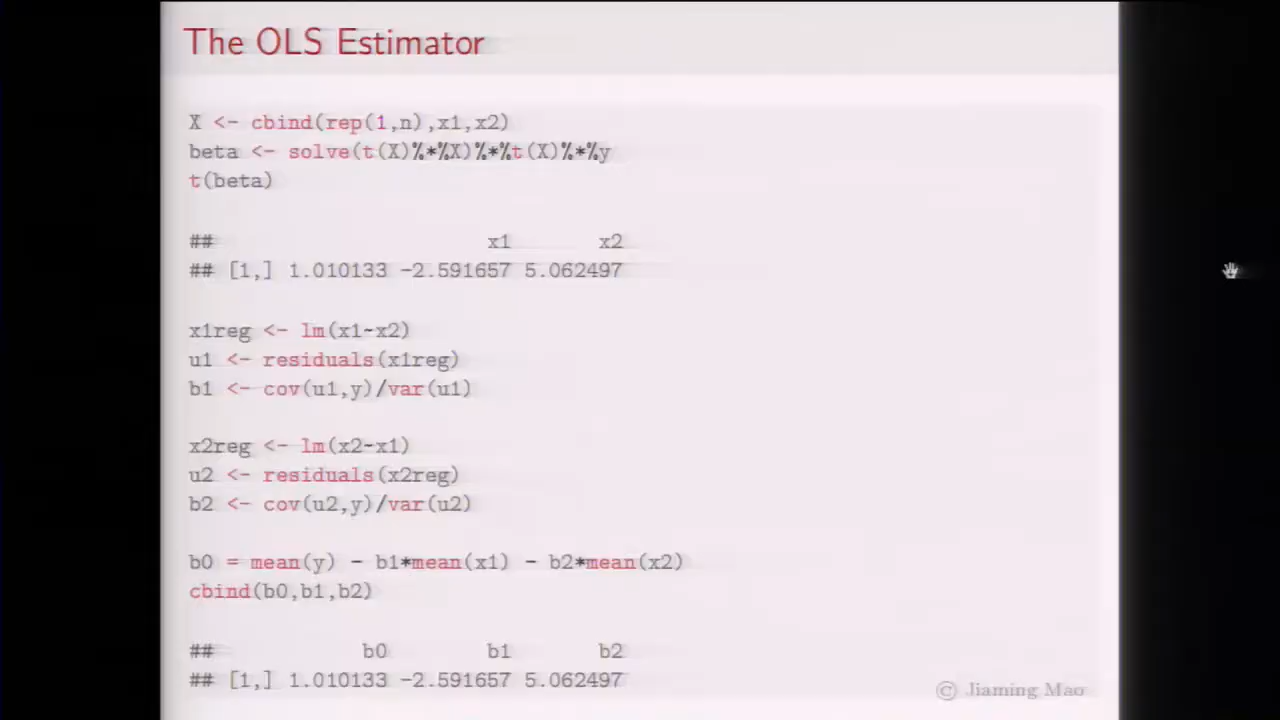 The OLS Estimator
X <- cbind(rep(1,n),x1,x2)
beta <- solve(t(X)%*%X)%*%t(X)%*%y
t(beta)
## x1 x2
## [1,] 1.010133 -2.591657 5.062497
x1reg <- lm(x1~x2)
u1 <- residuals(x1reg)
b1 <- cov(u1,y)/var(u1)
x2reg <- lm(x2~x1)
u2 <- residuals(x2reg)
b2 <- cov(u2,y)/var(u2)
b0 = mean(y) - b1*mean(x1) - b2*mean(x2)
cbind(b0,b1,b2)
## b0 b1 b2
## [1,] 1.010133 -2.591657 5.062497
© Jiaming Mao